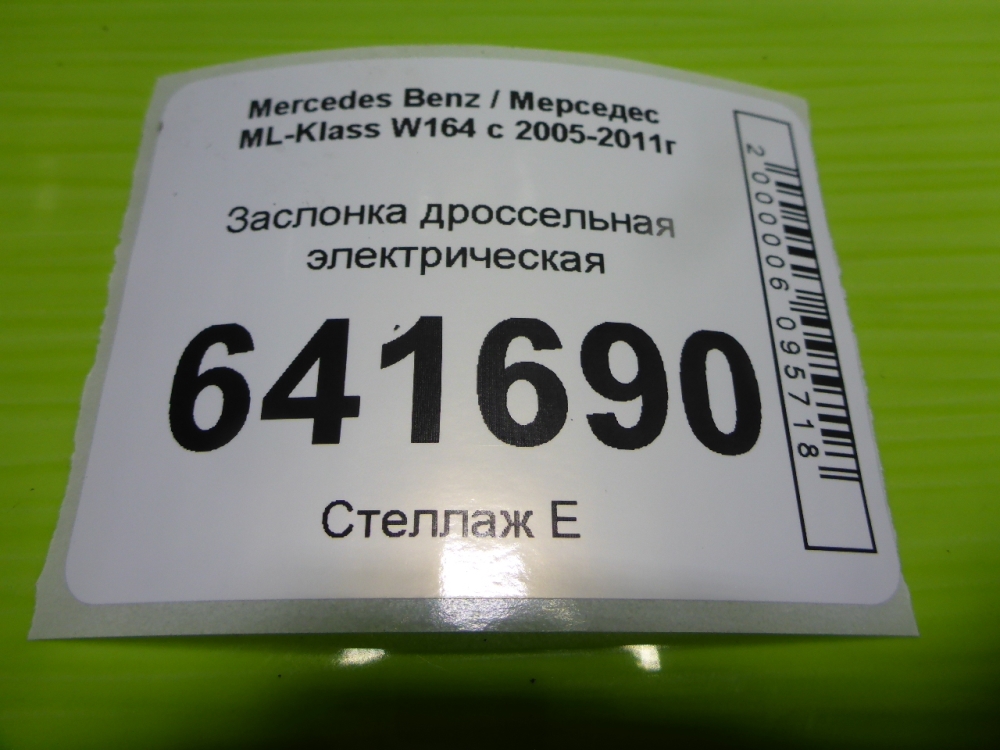 Mercedes Benz / Мерседес
ML-Klass W164 с 2005-2011г
Заслонка дроссельная
электрическая
641690
Стеллаж Е
2000006095718